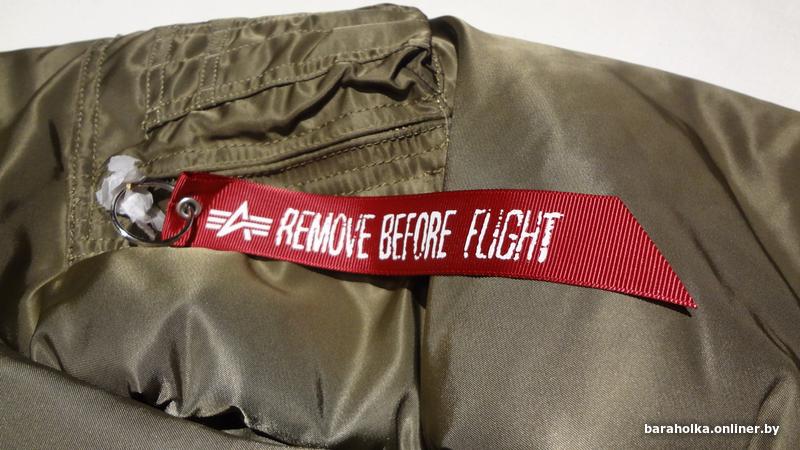 REMOVE BEFORE FLIGHT
baraholka.onliner.by